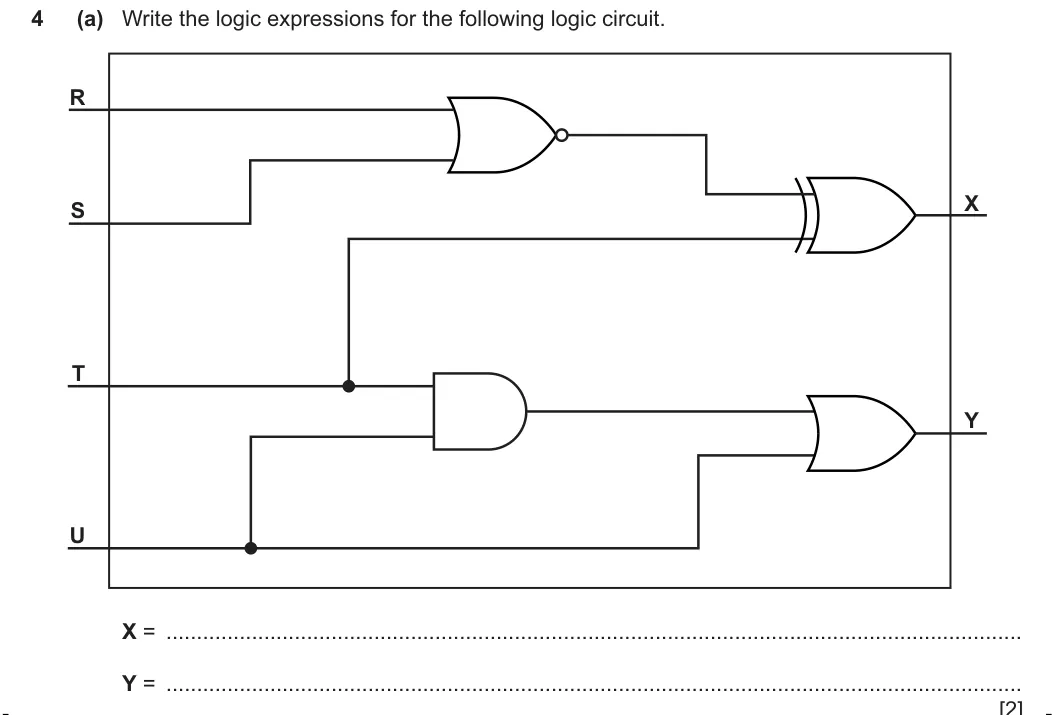 4 (a) Write the logic expressions for the following logic circuit.
R
S
X
T
Y
U
X = ........................................................................................................................................
Y = ........................................................................................................................................
[2]